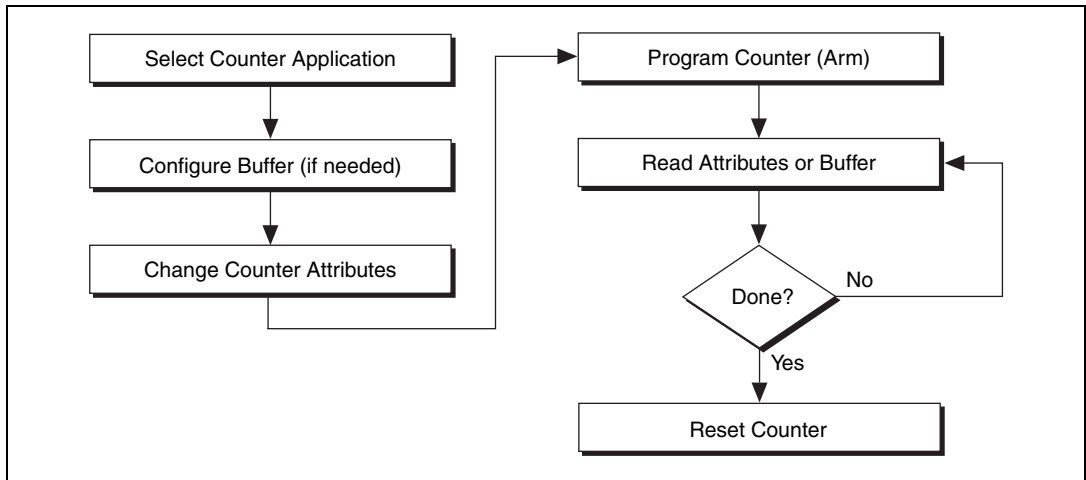 Select Counter Application
Configure Buffer (if needed)
Change Counter Attributes
Program Counter (Arm)
Read Attributes or Buffer
Done?
No
Yes
Reset Counter